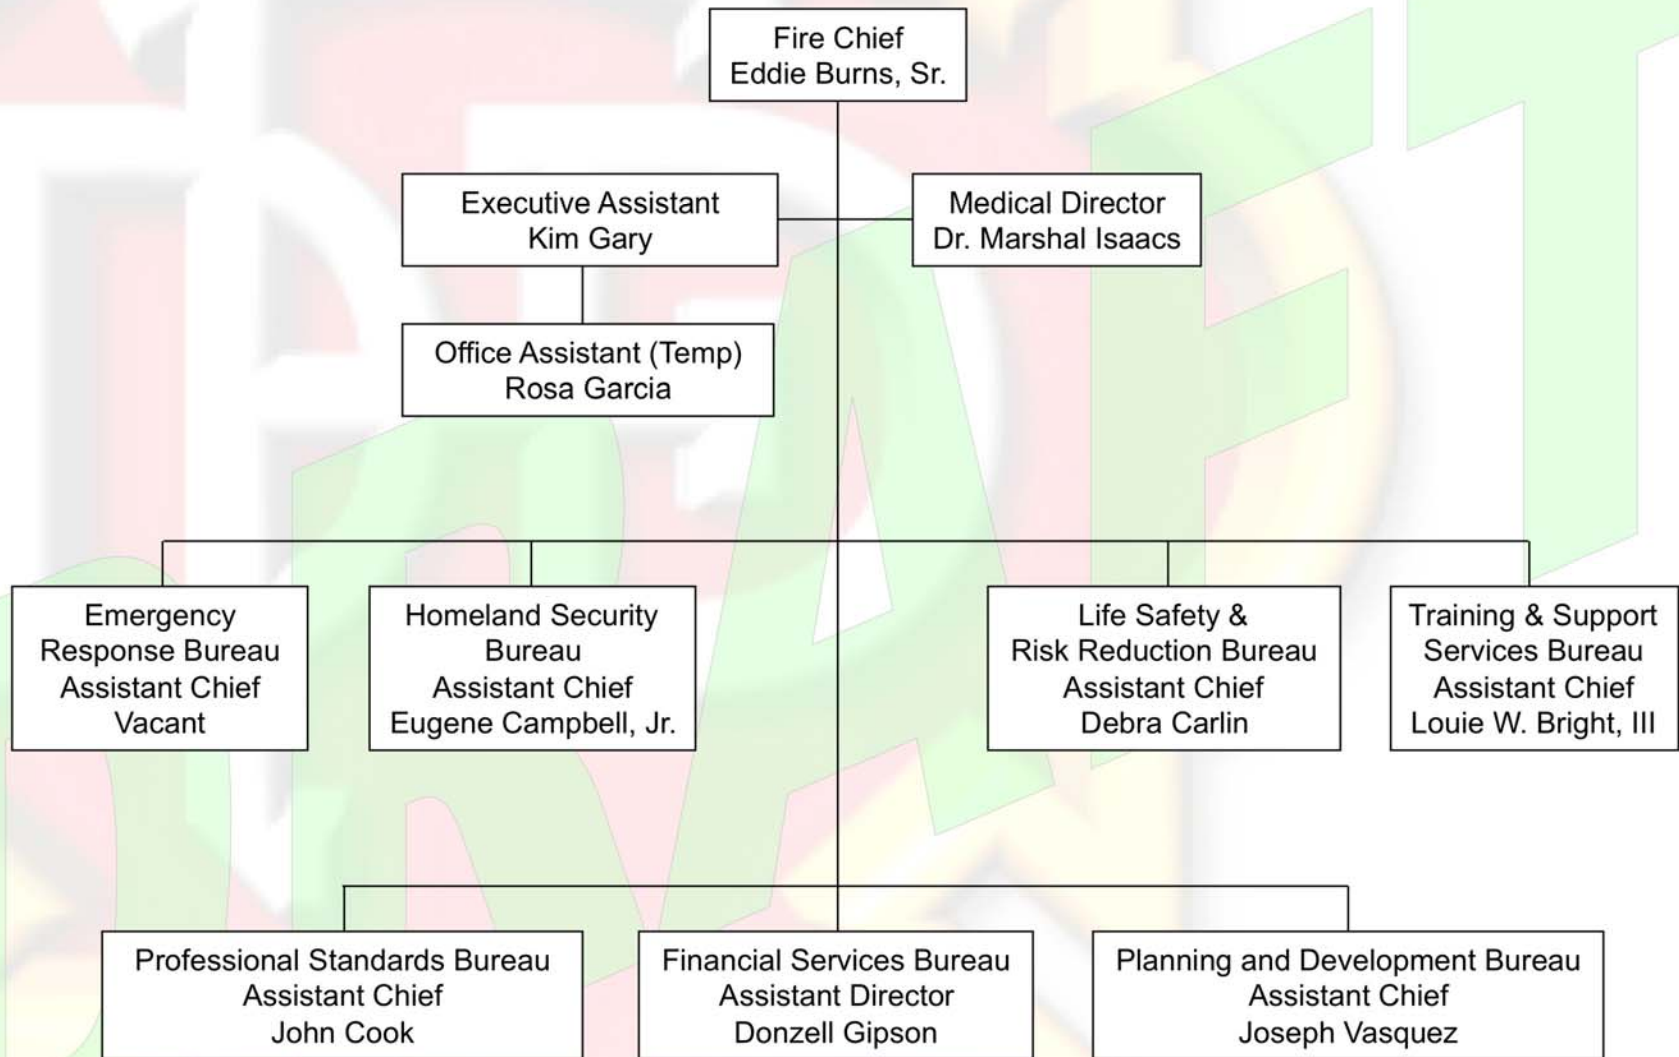 Fire Chief
Eddie Burns, Sr.
Executive Assistant
Kim Gary
Medical Director
Dr. Marshal Isaacs
Office Assistant (Temp)
Rosa Garcia
Emergency
Response Bureau
Assistant Chief
Vacant
Homeland Security
Bureau
Assistant Chief
Eugene Campbell, Jr.
Life Safety &
Risk Reduction Bureau
Assistant Chief
Debra Carlin
Training & Support
Services Bureau
Assistant Chief
Louie W. Bright, III
Professional Standards Bureau
Assistant Chief
John Cook
Financial Services Bureau
Assistant Director
Donzell Gipson
Planning and Development Bureau
Assistant Chief
Joseph Vasquez
DRAFT